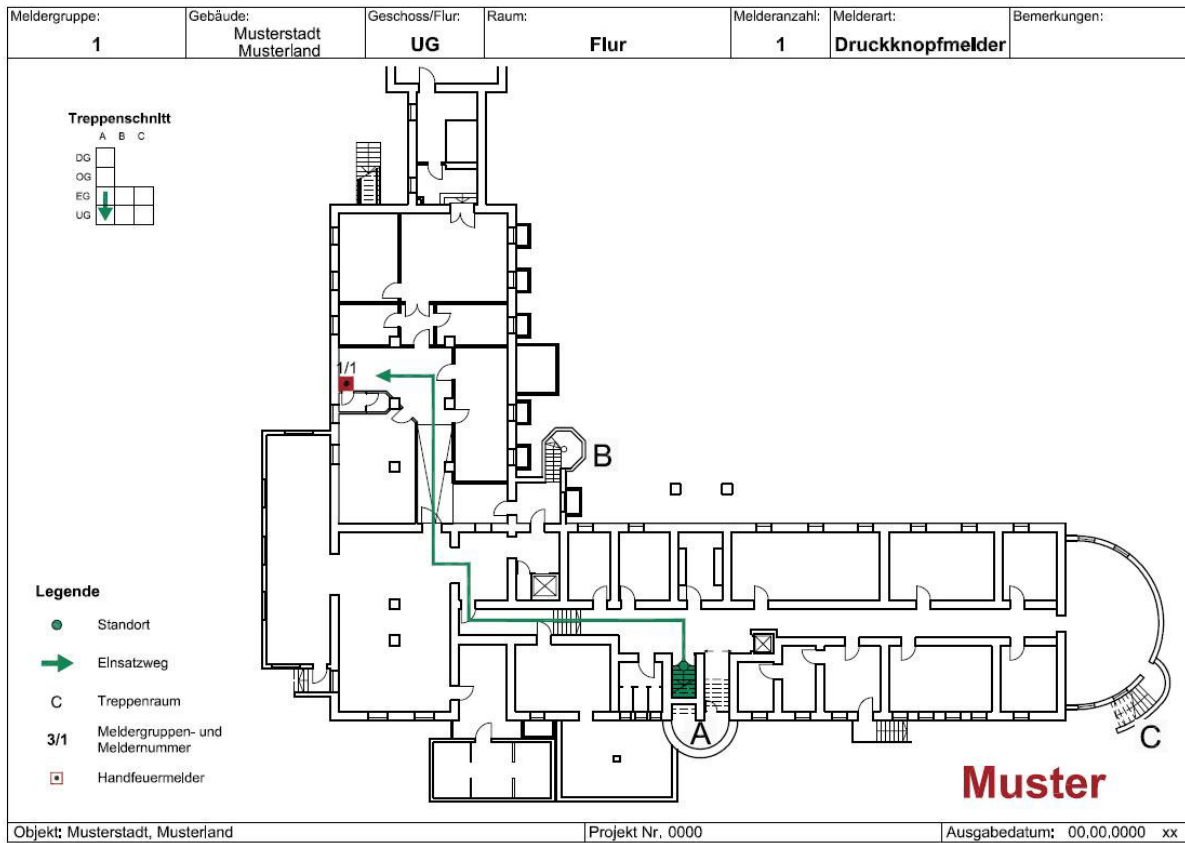 Meldergruppe:
1
Gebäude:
Musterstadt
Musterland
Geschoss/Flur:
UG
Raum:
Flur
Melderanzahl:
1
Melderart:
Druckknopfmelder
Bemerkungen:
Treppenschnitt
A B C
DG
OG
EG
UG
1/1
B
A
C
Legende
Standort
Einsatzweg
C Treppenraum
3/1 Meldergruppen- und
Meldernummer
Handfeuermelder
Muster
Objekt: Musterstadt, Musterland
Projekt Nr. 0000
Ausgabedatum: 00.00.0000 xx